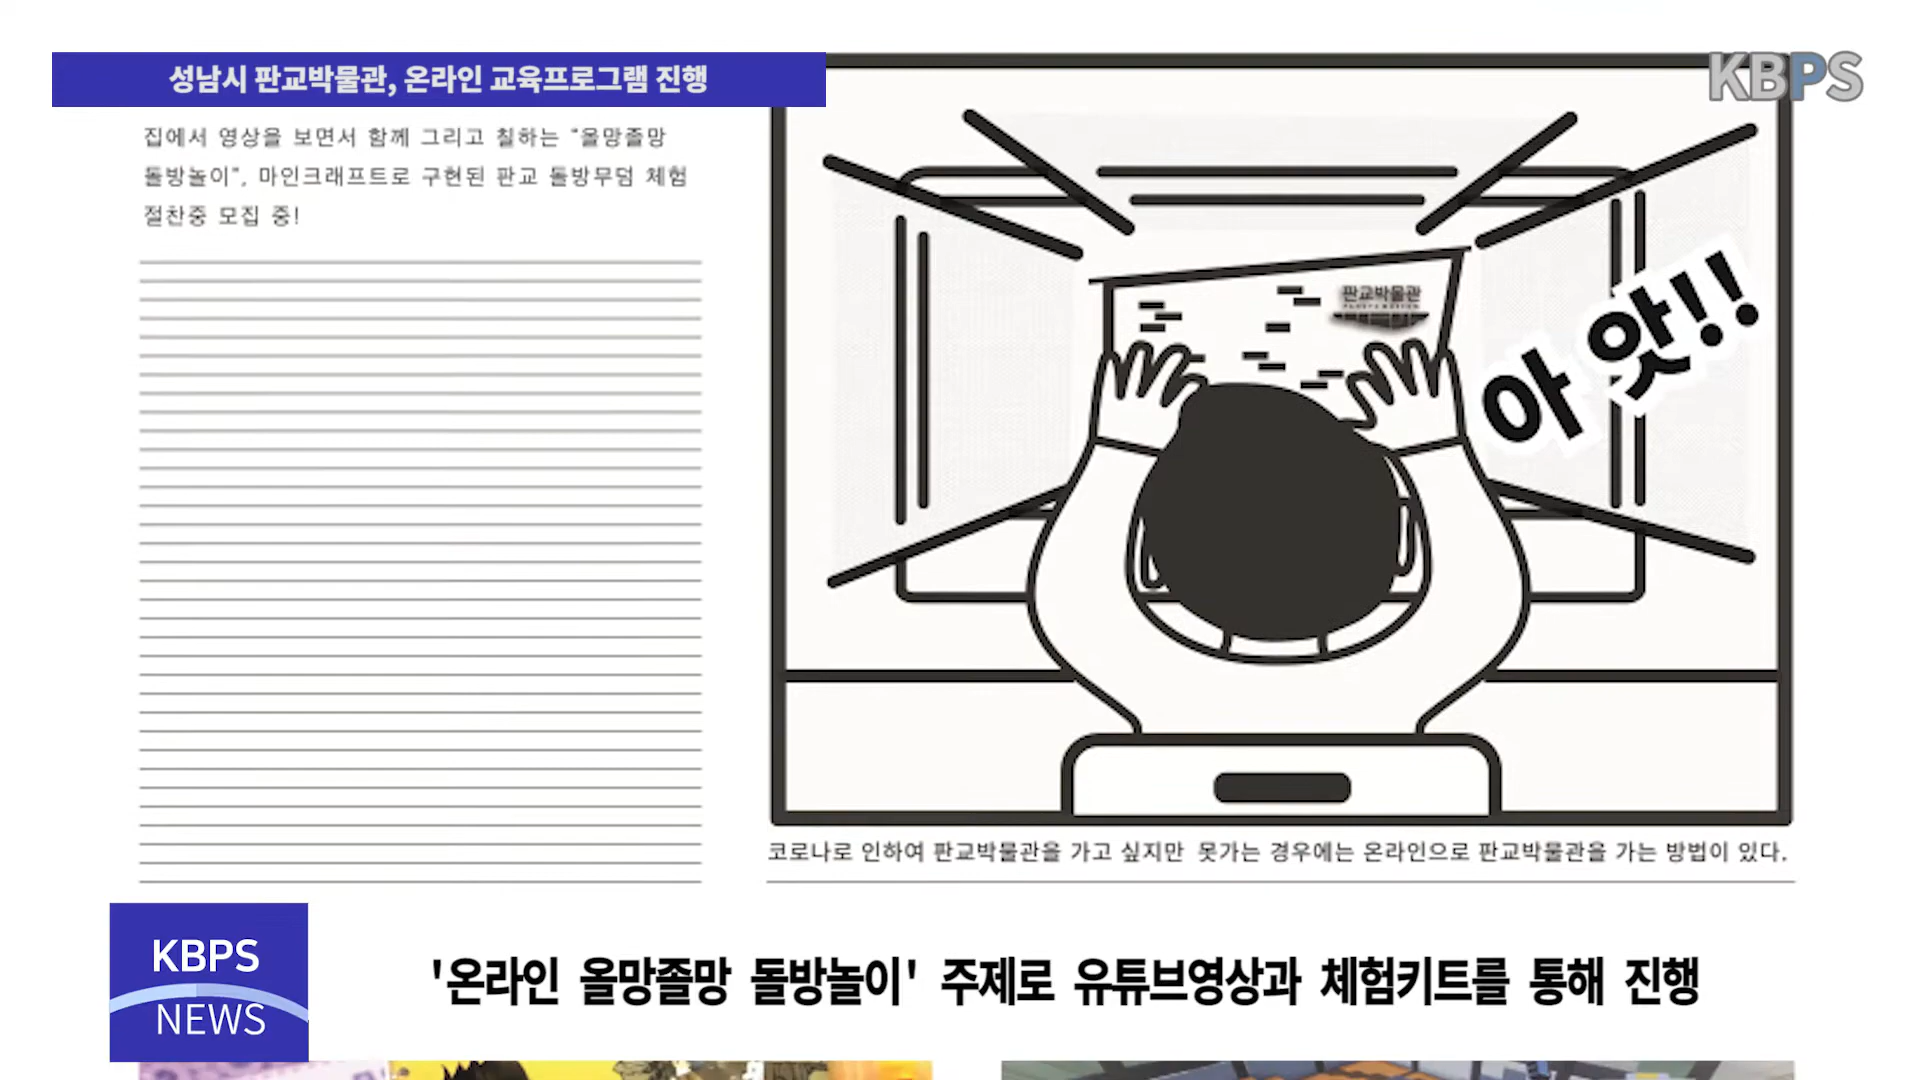 성남시 판교박물관, 온라인 교육프로그램 진행
KBPS
집에서 영상을 보면서 함께 그리고 칠하는 "올망졸망
돌방놀이", 마인크래프트로 구현된 판교 돌방무덤 체험
절찬중 모집 중!
판교박물관
아 앗!!
코로나로 인하여 판교박물관을 가고 싶지만 못가는 경우에는 온라인으로 판교박물관을 가는 방법이 있다.
KBPS
NEWS
'온라인 올망졸망 돌방놀이' 주제로 유튜브영상과 체험키트를 통해 진행